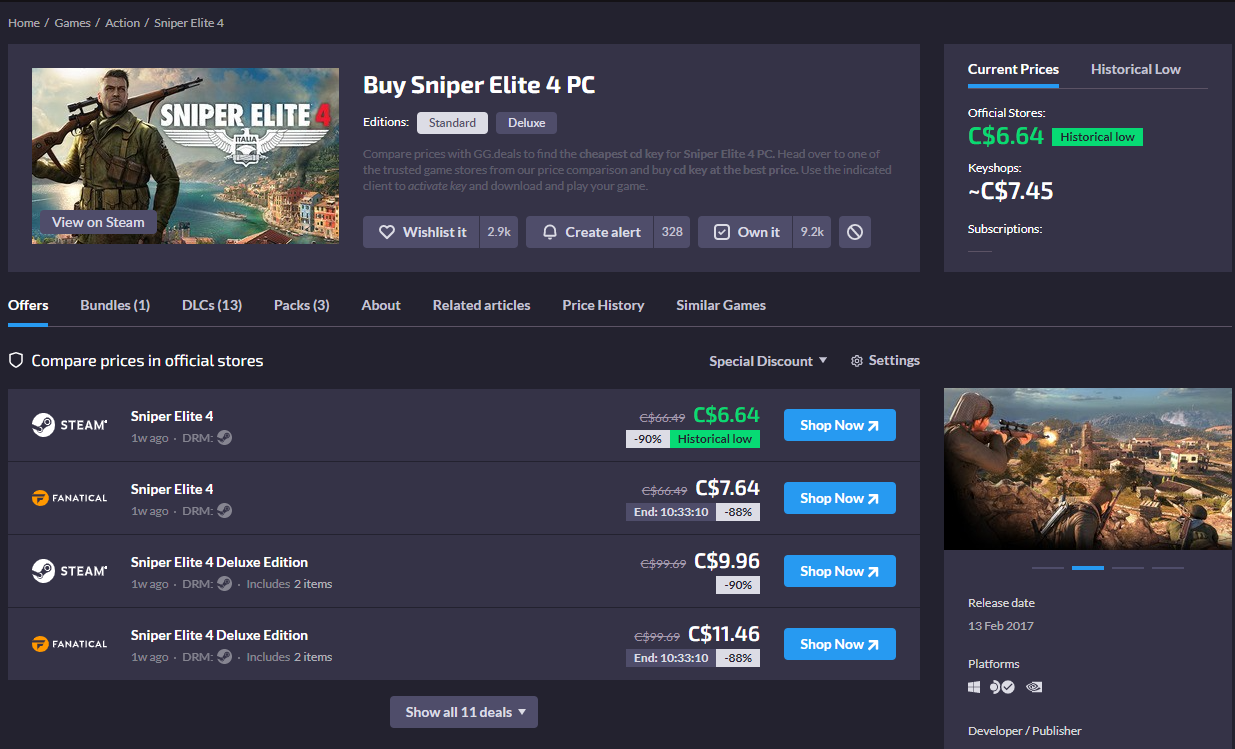 Home / Games / Action / Sniper Elite 4
SNIPER ELITE 4
ITALIA
View on Steam
Buy Sniper Elite 4 PC
Editions: Standard Deluxe
Compare prices with GG.deals to find the cheapest cd key for Sniper Elite 4 PC. Head over to one of
the trusted game stores from our price comparison and buy cd key at the best price. Use the indicated
client to activate key and download and play your game.
Wishlist it 2.9k Create alert 328 Own it 9.2k
Current Prices Historical Low
Official Stores:
C$6.64 Historical low
Keyshops:
~C$7.45
Subscriptions:
Offers Bundles (1) DLCs (13) Packs (3) About Related articles Price History Similar Games
Compare prices in official stores Special Discount Settings
STEAM Sniper Elite 4 C$66.49 C$6.64 Shop Now
1w ago · DRM: -90% Historical low
FANATICAL Sniper Elite 4 C$66.49 C$7.64 Shop Now
1w ago · DRM: End: 10:33:10 -88%
STEAM Sniper Elite 4 Deluxe Edition C$99.69 C$9.96 Shop Now
1w ago · DRM: · Includes 2 items -90%
FANATICAL Sniper Elite 4 Deluxe Edition C$99.69 C$11.46 Shop Now
1w ago · DRM: · Includes 2 items End: 10:33:10 -88%
Show all 11 deals
Release date
13 Feb 2017
Platforms
Developer / Publisher